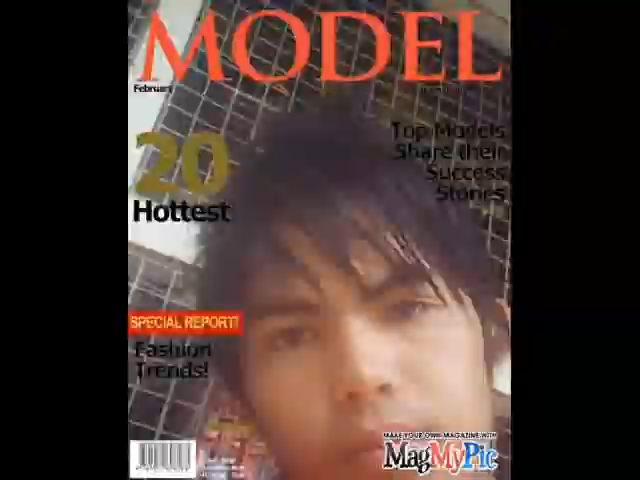 MODEL
February
20
Hottest
Top Models
Share their
Success
Stories
SPECIAL REPORT!
Fashion
Trends!
MAKE YOUR OWN MAGAZINE WITH
MagMyPic